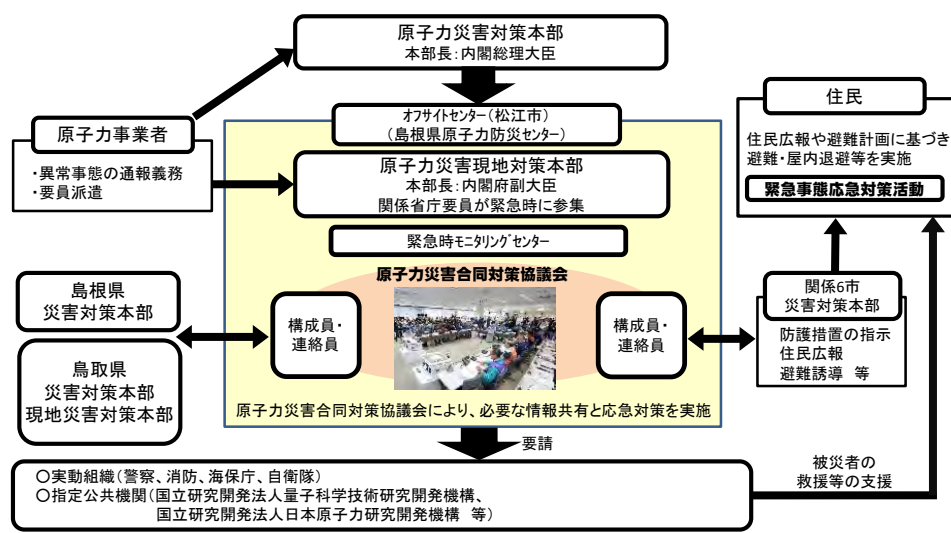 原子力災害対策本部
本部長：内閣総理大臣
オフサイトセンター（松江市）
（島根県原子力防災センター）
原子力事業者
・異常事態の通報義務
・要員派遣
原子力災害現地対策本部
本部長：内閣府副大臣
関係省庁要員が緊急時に参集
緊急時ﾓﾆﾀﾘﾝｸﾞセンター
住民
住民広報や避難計画に基づき
避難・屋内退避等を実施
緊急事態応急対策活動
原子力災害合同対策協議会
島根県
災害対策本部
鳥取県
災害対策本部
現地災害対策本部
構成員・
連絡員
構成員・
連絡員
関係6市
災害対策本部
防護措置の指示
住民広報
避難誘導 等
原子力災害合同対策協議会により、必要な情報共有と応急対策を実施
要請
○実動組織（警察、消防、海保庁、自衛隊）
○指定公共機関（国立研究開発法人量子科学技術研究開発機構、
国立研究開発法人日本原子力研究開発機構 等）
被災者の
救援等の支援